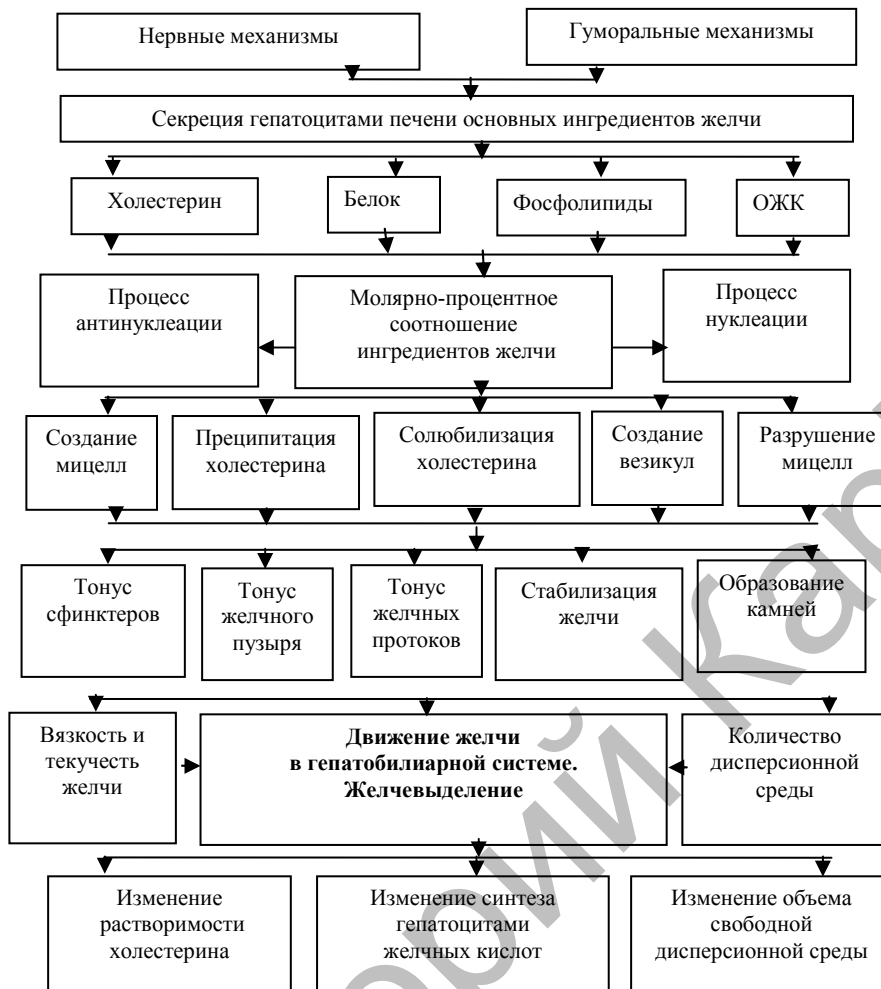 Нервные механизмы
Гуморальные механизмы
Секреция гепатоцитами печени основных ингредиентов желчи
Холестерин
Белок
Фосфолипиды
ОЖК
Процесс
антинуклеации
Молярно-процентное
соотношение
ингредиентов желчи
Процесс
нуклеации
Создание
мицелл
Преципитация
холестерина
Солюбилизация
холестерина
Создание
везикул
Разрушение
мицелл
Тонус
сфинктеров
Тонус
желчного
пузыря
Тонус
желчных
протоков
Стабилизация
желчи
Образование
камней
Вязкость и
текучесть
желчи
Движение желчи
в гепатобилиарной системе.
Желчевыделение
Количество
дисперсионной
среды
Изменение
растворимости
холестерина
Изменение синтеза
гепатоцитами
желчных кислот
Изменение объема
свободной
дисперсионной среды